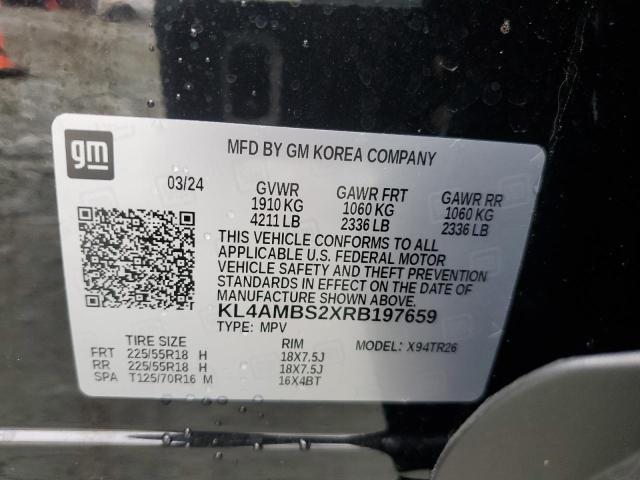 gm
MFD BY GM KOREA COMPANY
03/24 GVWR GAWR FRT GAWR RR
1910 KG 1060 KG 1060 KG
4211 LB 2336 LB 2336 LB
THIS VEHICLE CONFORMS TO ALL
APPLICABLE U.S. FEDERAL MOTOR
VEHICLE SAFETY AND THEFT PREVENTION
STANDARDS IN EFFECT ON THE DATE OF
MANUFACTURE SHOWN ABOVE.
KL4AMBS2XRB197659
TYPE: MPV
TIRE SIZE RIM MODEL: X94TR26
FRT 225/55R18 H 18X7.5J
RR 225/55R18 H 18X7.5J
SPA T125/70R16 M 16X4BT